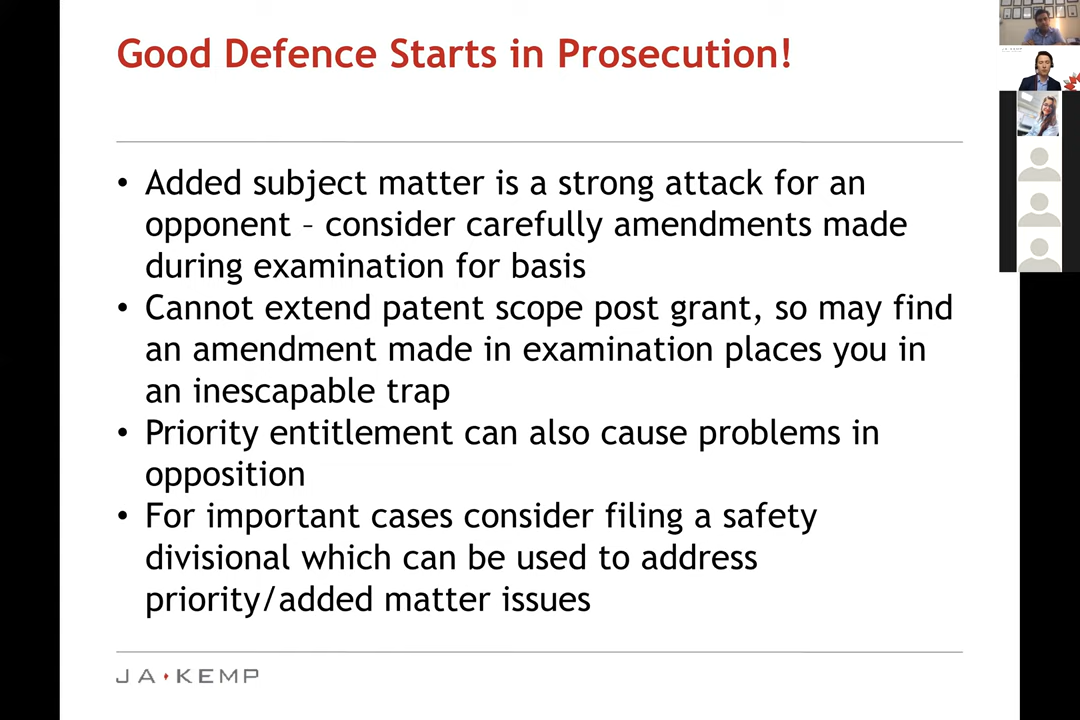 Good Defence Starts in Prosecution!
• Added subject matter is a strong attack for an
opponent – consider carefully amendments made
during examination for basis
• Cannot extend patent scope post grant, so may find
an amendment made in examination places you in
an inescapable trap
• Priority entitlement can also cause problems in
opposition
• For important cases consider filing a safety
divisional which can be used to address
priority/added matter issues
JA KEMP